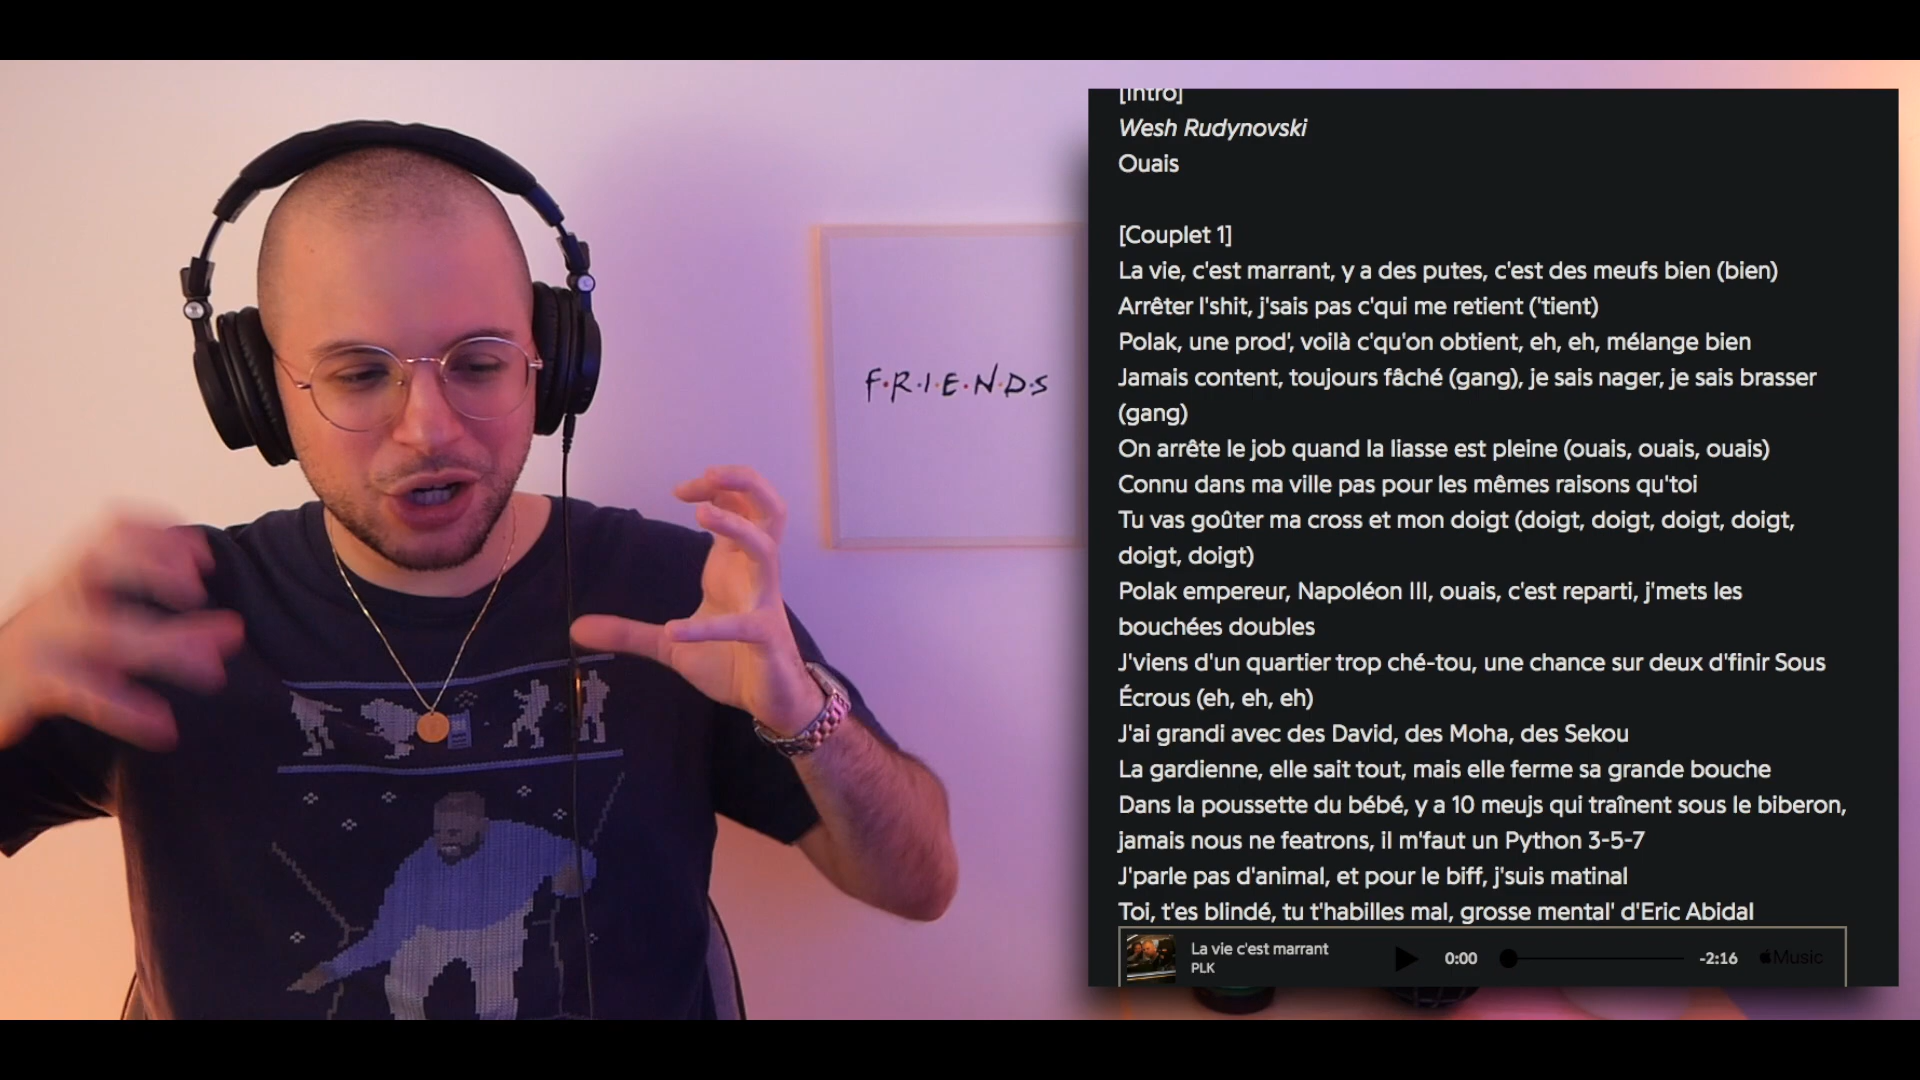 F·R·I·E·N·D·S
[Intro]
Wesh Rudynovski
Ouais
[Couplet 1]
La vie, c'est marrant, y a des putes, c'est des meufs bien (bien)
Arrêter l'shit, j'sais pas c'qui me retient ('tient)
Polak, une prod', voilà c'qu'on obtient, eh, eh, mélange bien
Jamais content, toujours fâché (gang), je sais nager, je sais brasser
(gang)
On arrête le job quand la liasse est pleine (ouais, ouais, ouais)
Connu dans ma ville pas pour les mêmes raisons qu'toi
Tu vas goûter ma cross et mon doigt (doigt, doigt, doigt, doigt,
doigt, doigt)
Polak empereur, Napoléon III, ouais, c'est reparti, j'mets les
bouchées doubles
J'viens d'un quartier trop ché-tou, une chance sur deux d'finir Sous
Écrous (eh, eh, eh)
J'ai grandi avec des David, des Moha, des Sekou
La gardienne, elle sait tout, mais elle ferme sa grande bouche
Dans la poussette du bébé, y a 10 meujs qui traînent sous le biberon,
jamais nous ne featrons, il m'faut un Python 3-5-7
J'parle pas d'animal, et pour le biff, j'suis matinal
Toi, t'es blindé, tu t'habilles mal, grosse mental' d'Eric Abidal
La vie c'est marrant
PLK
0:00
-2:16
Music